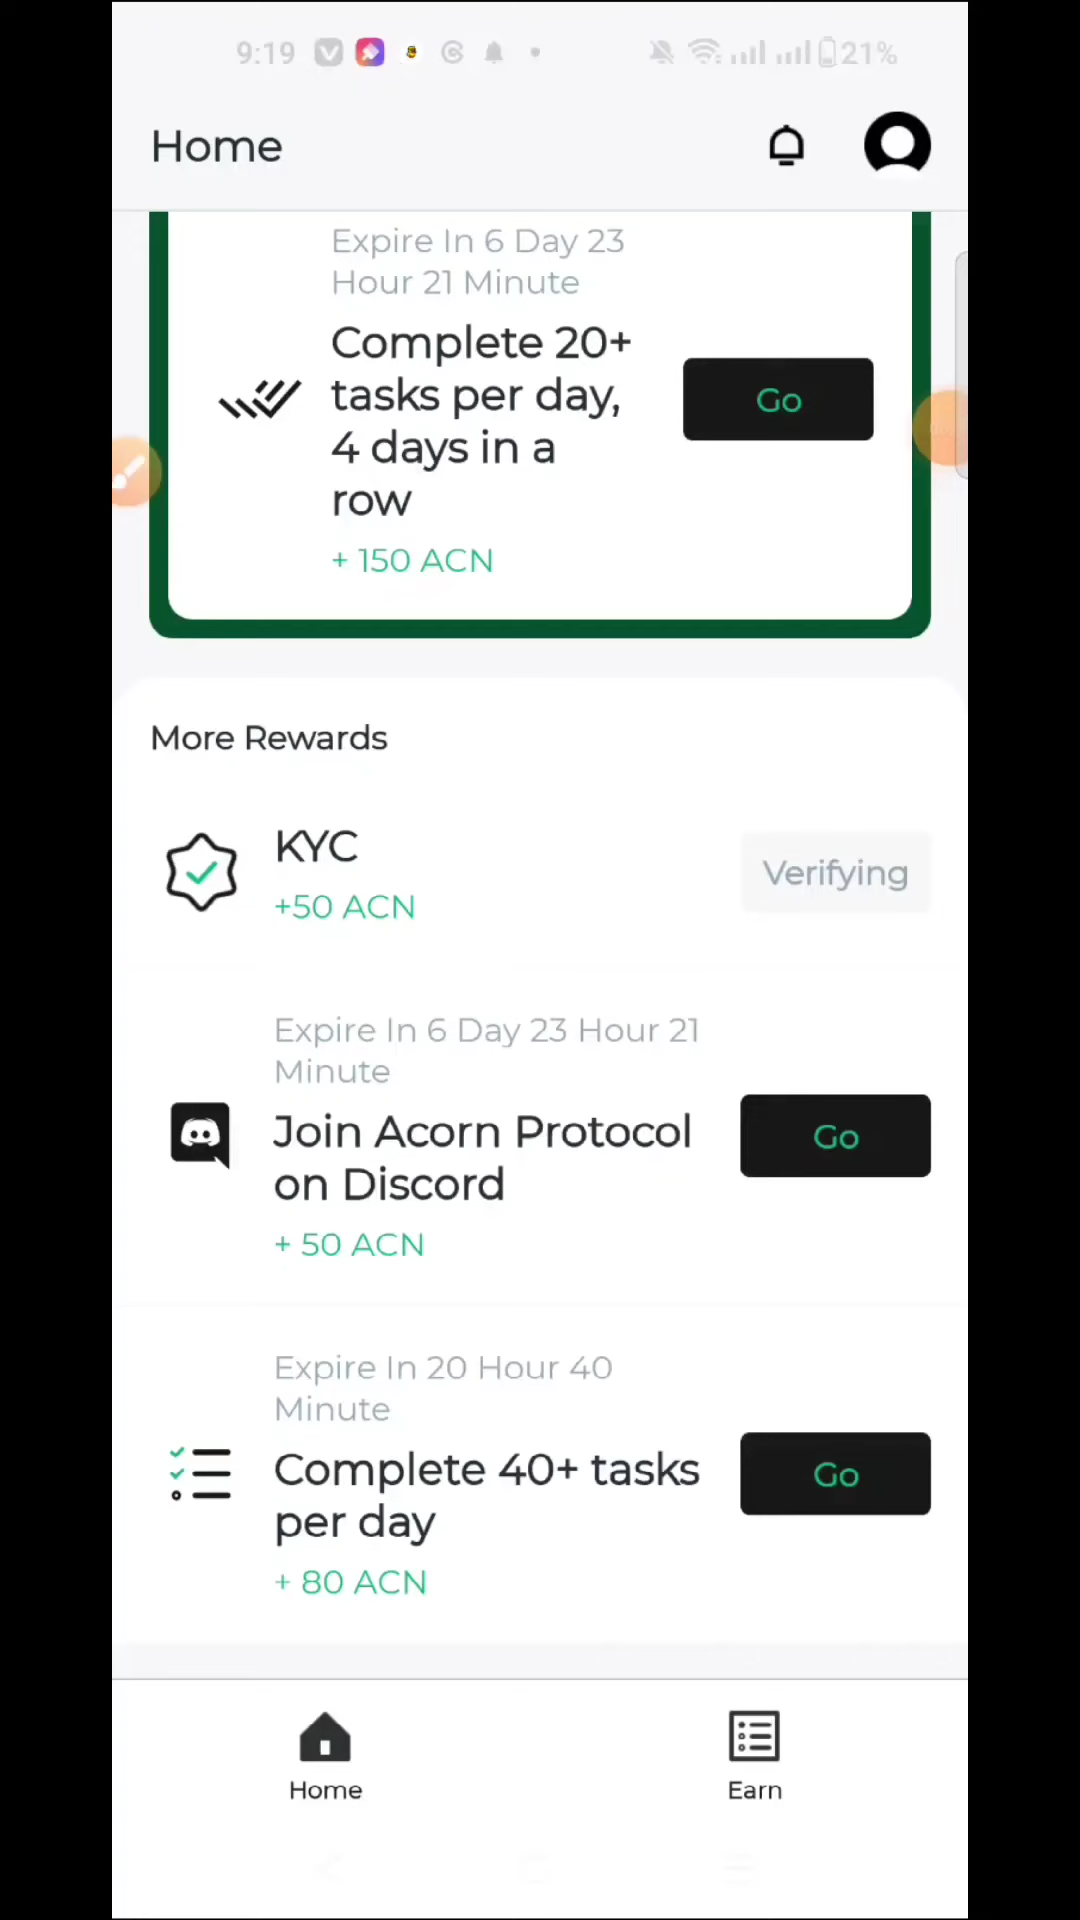 9:19
21%
Home
Expire In 6 Day 23
Hour 21 Minute
Complete 20+
tasks per day,
4 days in a
row
Go
+ 150 ACN
More Rewards
KYC
+50 ACN
Verifying
Expire In 6 Day 23 Hour 21
Minute
Join Acorn Protocol
on Discord
Go
+ 50 ACN
Expire In 20 Hour 40
Minute
Complete 40+ tasks
per day
Go
+ 80 ACN
Home
Earn